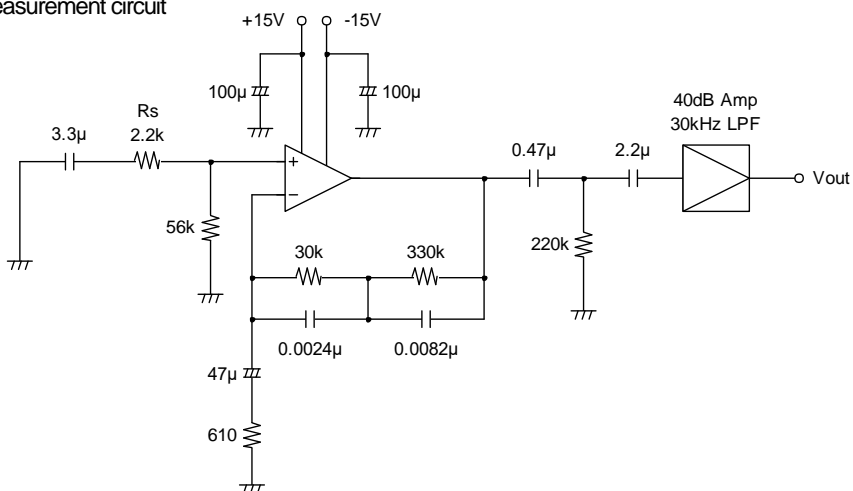 easurement circuit
+15V
-15V
100µ
100µ
Rs
2.2k
3.3µ
40dB Amp
30kHz LPF
0.47µ
2.2µ
+
−
Vout
56k
220k
30k
330k
0.0024µ
0.0082µ
47µ
610